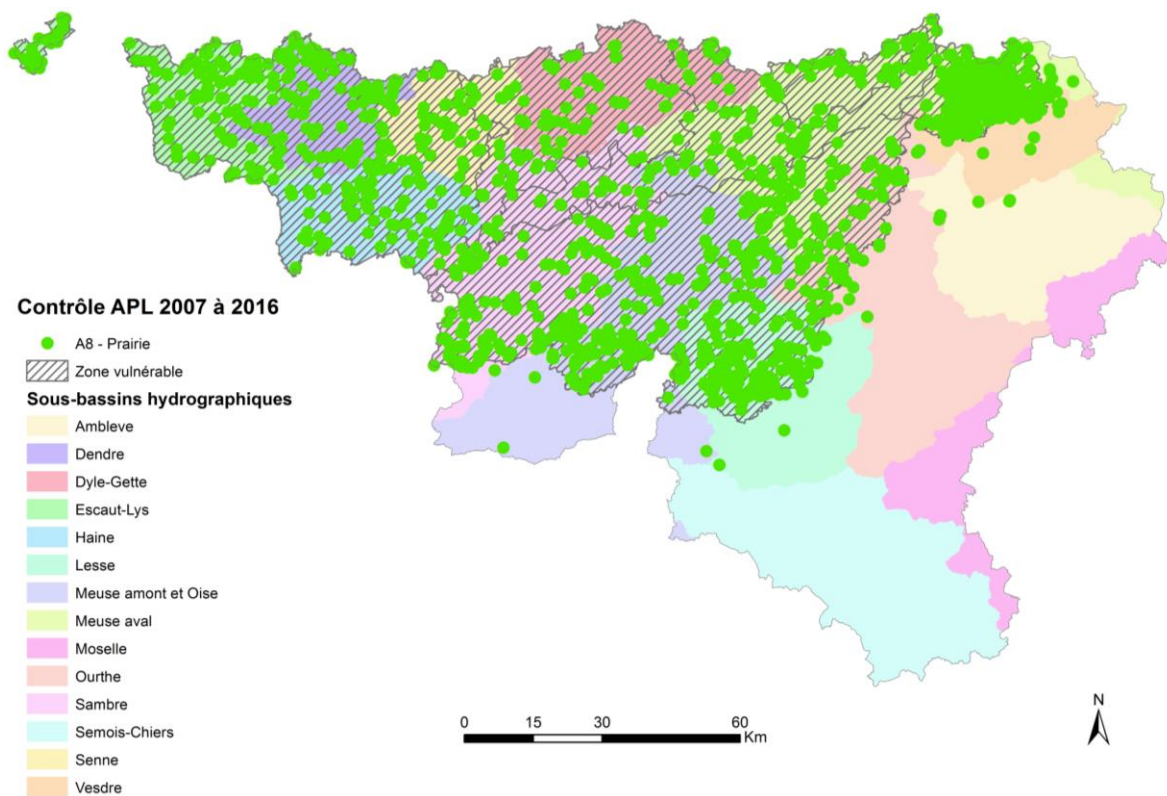 Contrôle APL 2007 à 2016
A8 - Prairie
Zone vulnérable
Sous-bassins hydrographiques
Ambleve
Dendre
Dyle-Gette
Escaut-Lys
Haine
Lesse
Meuse amont et Oise
Meuse aval
Moselle
Ourthe
Sambre
Semois-Chiers
Senne
Vesdre
0 15 30 60
Km
N